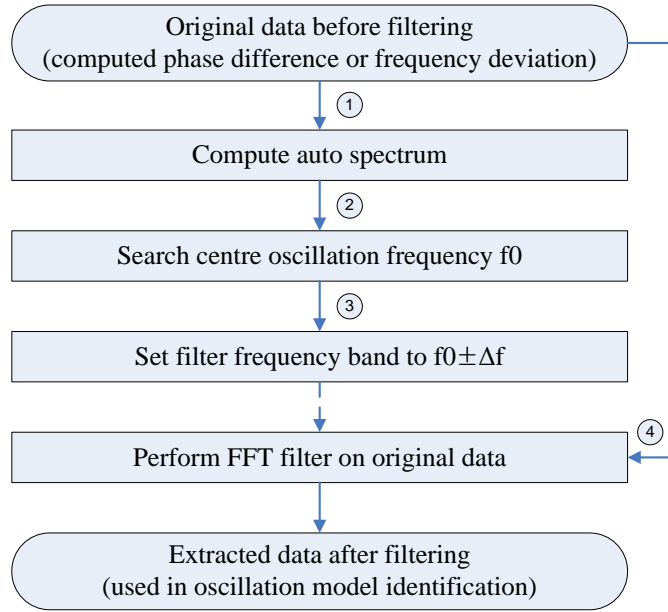 Original data before filtering
(computed phase difference or frequency deviation)
1
Compute auto spectrum
2
Search centre oscillation frequency f0
3
Set filter frequency band to f0±Δf
4
Perform FFT filter on original data
Extracted data after filtering
(used in oscillation model identification)